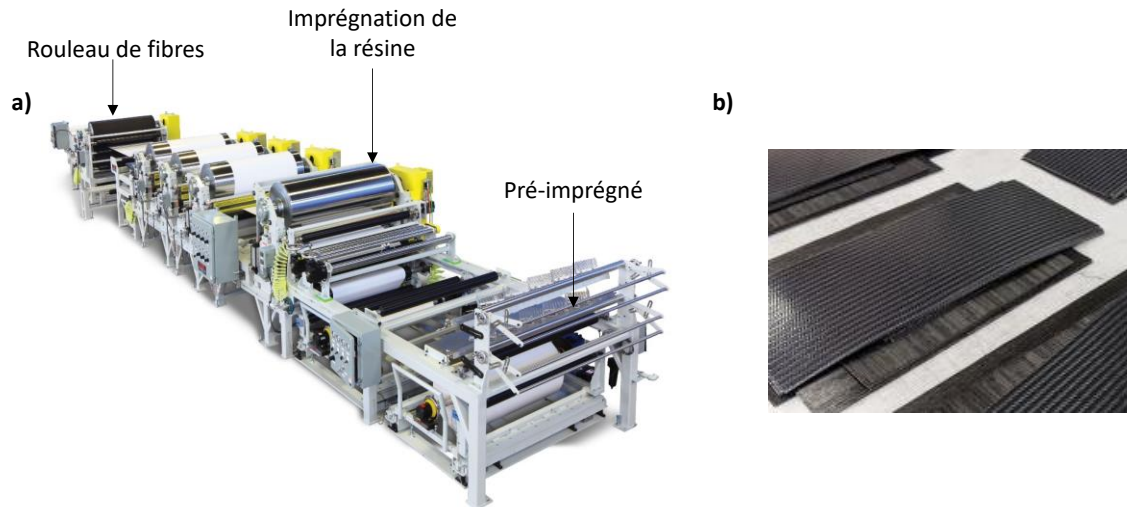 Imprégnation de
la résine
Rouleau de fibres
a)
b)
Pré-imprégné